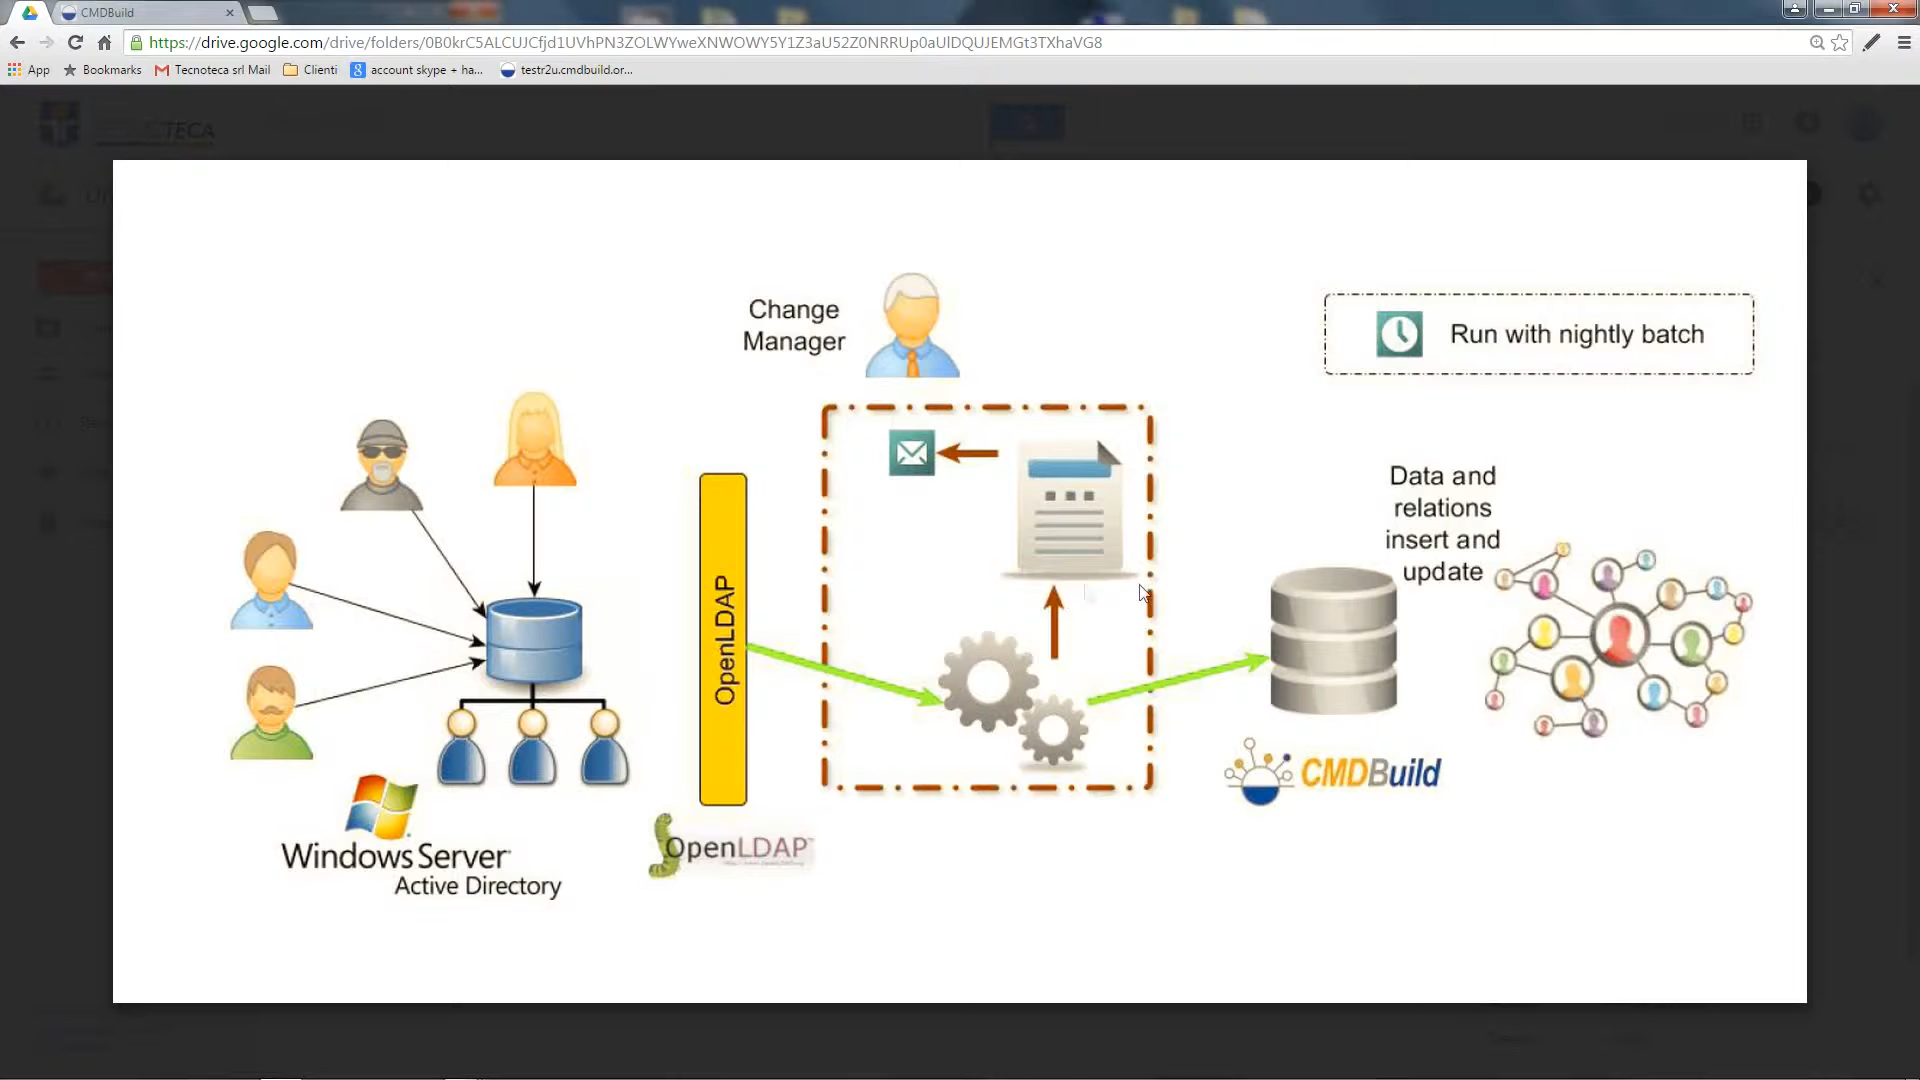 CMDBuild
https://drive.google.com/drive/folders/0B0krC5ALCUJCfjd1UVhPN3ZOLWYweXNWOWY5Y1Z3aU52Z0NRRUp0aUlDQUJEMGt3TXhaVG8
App Bookmarks Tecnoteca srl Mail Clienti account skype + ha... testr2u.cmdbuild.or...
TECA
Change
Manager
Run with nightly batch
Data and
relations
insert and
update
OpenLDAP
CMDBuild
OpenLDAP
Windows Server
Active Directory